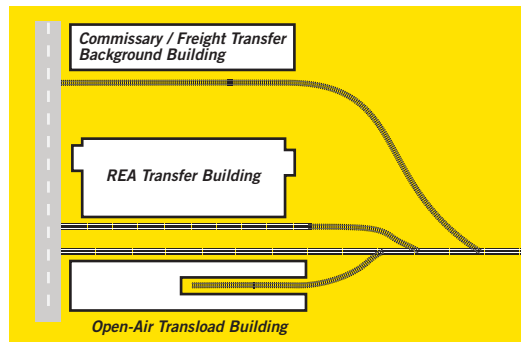 Commissary / Freight Transfer
Background Building
REA Transfer Building
Open-Air Transload Building